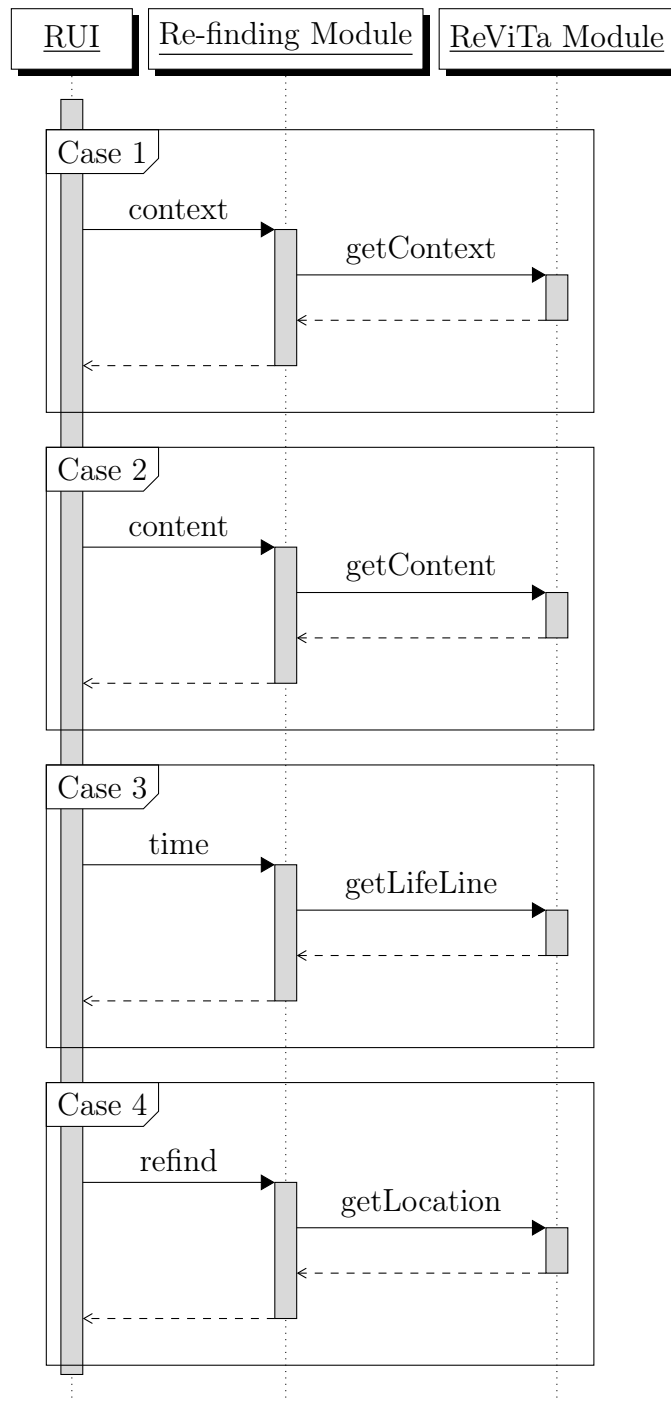 RUI
Re-finding Module
ReViTa Module
Case 1
context
getContext
Case 2
content
getContent
Case 3
time
getLifeLine
Case 4
refind
getLocation